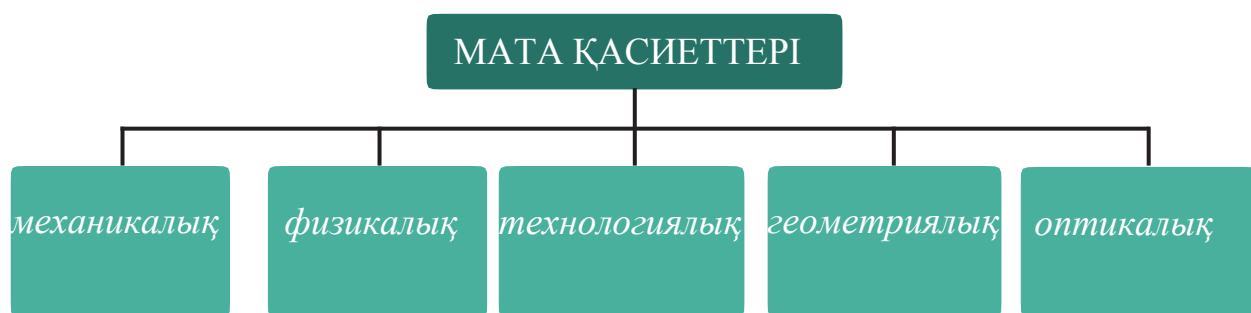 МАТА ҚАСИЕТТЕРІ
механикалық
физикалық
технологиялық
геометриялық
оптикалық